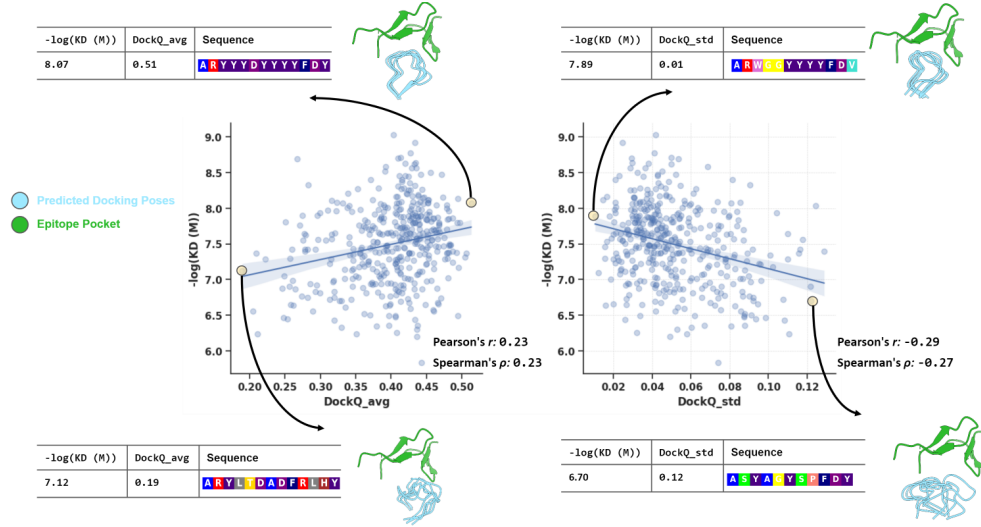 -log(KD (M)) DockQ_avg Sequence
8.07 0.51 ARYYYDYYYYFDY
-log(KD (M)) DockQ_std Sequence
7.89 0.01 ARWGGYYYYFDV
Predicted Docking Poses
Epitope Pocket
-log(KD (M))
9.0
8.5
8.0
7.5
7.0
6.5
6.0
Pearson's r: 0.23
Spearman's ρ: 0.23
0.20 0.25 0.30 0.35 0.40 0.45 0.50
DockQ_avg
-log(KD (M))
9.0
8.5
8.0
7.5
7.0
6.5
6.0
Pearson's r: -0.29
Spearman's ρ: -0.27
0.02 0.04 0.06 0.08 0.10 0.12
DockQ_std
-log(KD (M)) DockQ_avg Sequence
7.12 0.19 ARYLTDADFRLHY
-log(KD (M)) DockQ_std Sequence
6.70 0.12 ASYAGYSPFDY